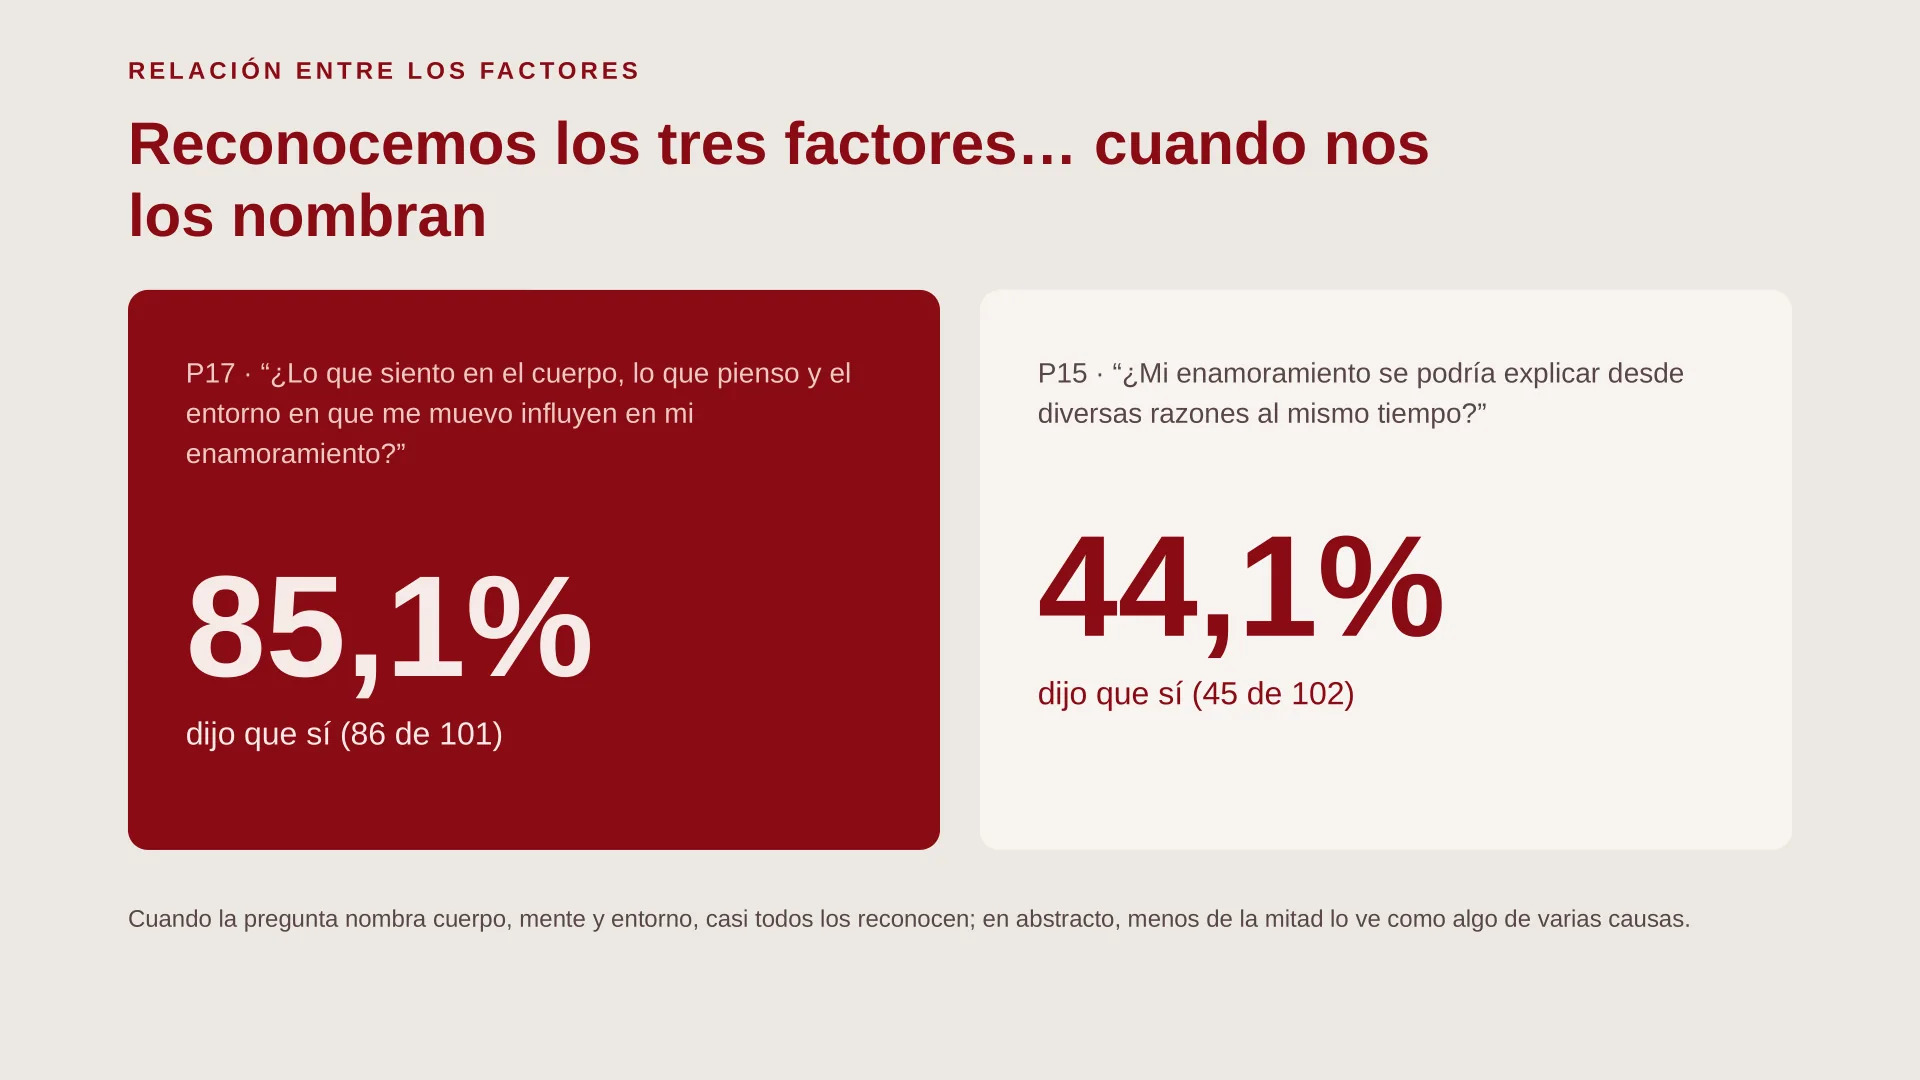 RELACIÓN ENTRE LOS FACTORES
Reconocemos los tres factores… cuando nos
los nombran
P17 · “¿Lo que siento en el cuerpo, lo que pienso y el
entorno en que me muevo influyen en mi
enamoramiento?”
85,1%
dijo que sí (86 de 101)
P15 · “¿Mi enamoramiento se podría explicar desde
diversas razones al mismo tiempo?”
44,1%
dijo que sí (45 de 102)
Cuando la pregunta nombra cuerpo, mente y entorno, casi todos los reconocen; en abstracto, menos de la mitad lo ve como algo de varias causas.